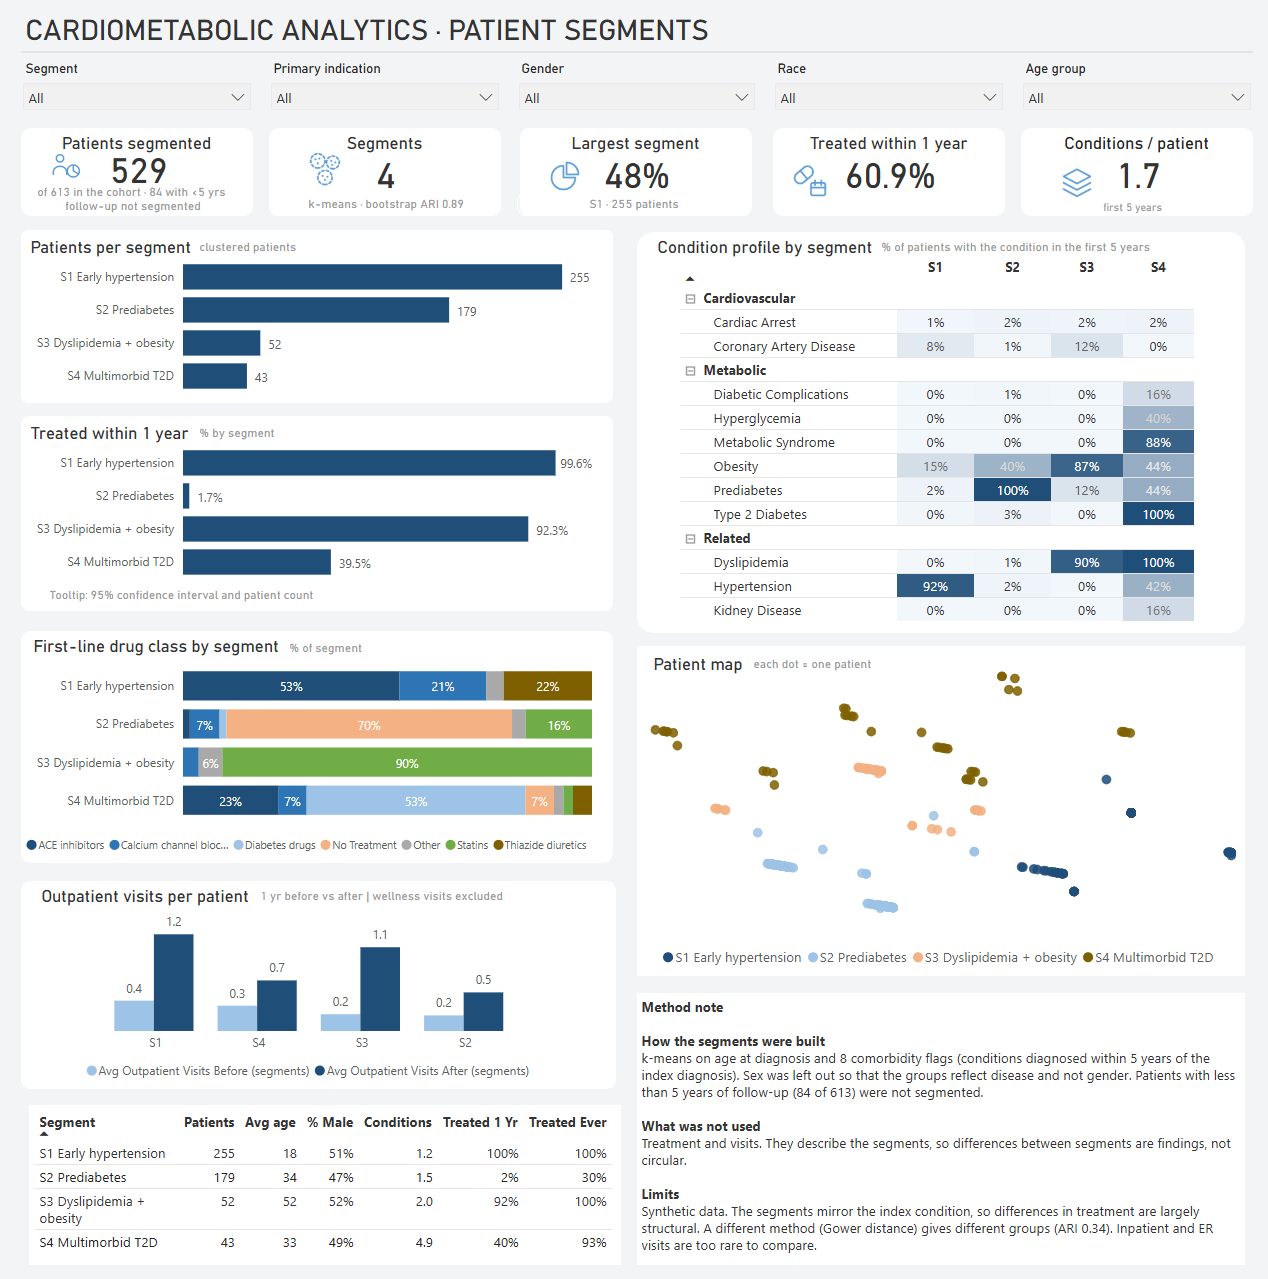 CARDIOMETABOLIC ANALYTICS · PATIENT SEGMENTS
Segment
Primary indication
Gender
Race
Age group
All
All
All
All
All
Patients segmented
529
of 613 in the cohort · 84 with <5 yrs
follow-up not segmented
Segments
4
k-means · bootstrap ARI 0.89
Largest segment
48%
S1 · 255 patients
Treated within 1 year
60.9%
Conditions / patient
1.7
first 5 years
Patients per segment clustered patients
S1 Early hypertension 255
S2 Prediabetes 179
S3 Dyslipidemia + obesity 52
S4 Multimorbid T2D 43
Treated within 1 year % by segment
S1 Early hypertension 99.6%
S2 Prediabetes 1.7%
S3 Dyslipidemia + obesity 92.3%
S4 Multimorbid T2D 39.5%
Tooltip: 95% confidence interval and patient count
First-line drug class by segment % of segment
S1 Early hypertension 53% 21% 22%
S2 Prediabetes 7% 70% 16%
S3 Dyslipidemia + obesity 6% 90%
S4 Multimorbid T2D 23% 7% 53% 7%
ACE inhibitors Calcium channel bloc... Diabetes drugs No Treatment Other Statins Thiazide diuretics
Outpatient visits per patient 1 yr before vs after | wellness visits excluded
0.4 1.2 0.3 0.7 0.2 1.1 0.2 0.5
S1 S4 S3 S2
Avg Outpatient Visits Before (segments) Avg Outpatient Visits After (segments)
Segment Patients Avg age % Male Conditions Treated 1 Yr Treated Ever
S1 Early hypertension 255 18 51% 1.2 100% 100%
S2 Prediabetes 179 34 47% 1.5 2% 30%
S3 Dyslipidemia + 52 52 52% 2.0 92% 100%
obesity
S4 Multimorbid T2D 43 33 49% 4.9 40% 93%
Condition profile by segment % of patients with the condition in the first 5 years
S1 S2 S3 S4
Cardiovascular
Cardiac Arrest 1% 2% 2% 2%
Coronary Artery Disease 8% 1% 12% 0%
Metabolic
Diabetic Complications 0% 1% 0% 16%
Hyperglycemia 0% 0% 0% 40%
Metabolic Syndrome 0% 0% 0% 88%
Obesity 15% 40% 87% 44%
Prediabetes 2% 100% 12% 44%
Type 2 Diabetes 0% 3% 0% 100%
Related
Dyslipidemia 0% 1% 90% 100%
Hypertension 92% 2% 0% 42%
Kidney Disease 0% 0% 0% 16%
Patient map each dot = one patient
S1 Early hypertension S2 Prediabetes S3 Dyslipidemia + obesity S4 Multimorbid T2D
Method note
How the segments were built
k-means on age at diagnosis and 8 comorbidity flags (conditions diagnosed within 5 years of the
index diagnosis). Sex was left out so that the groups reflect disease and not gender. Patients with less
than 5 years of follow-up (84 of 613) were not segmented.
What was not used
Treatment and visits. They describe the segments, so differences between segments are findings, not
circular.
Limits
Synthetic data. The segments mirror the index condition, so differences in treatment are largely
structural. A different method (Gower distance) gives different groups (ARI 0.34). Inpatient and ER
visits are too rare to compare.